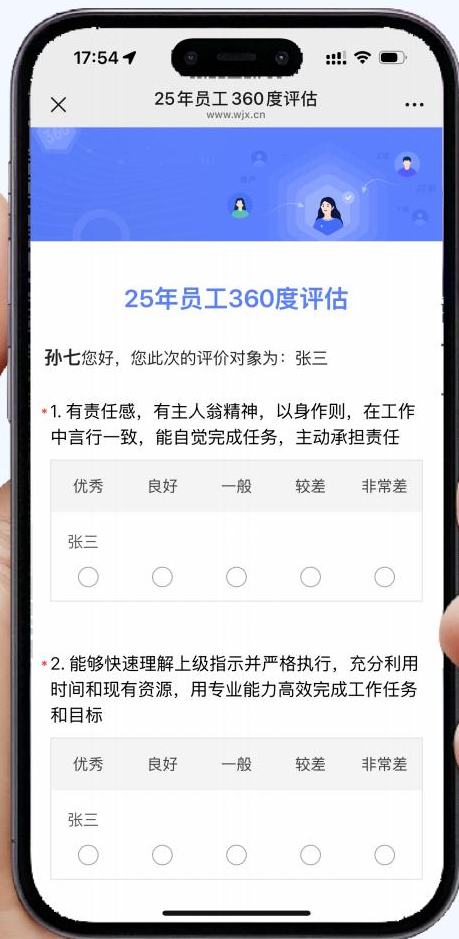 17:54
25年员工360度评估
www.wjx.cn
360
25年员工360度评估
孙七您好，您此次的评价对象为：张三
*1. 有责任感，有主人翁精神，以身作则，在工作
中言行一致，能自觉完成任务，主动承担责任
优秀 良好 一般 较差 非常差
张三
*2. 能够快速理解上级指示并严格执行，充分利用
时间和现有资源，用专业能力高效完成工作任务
和目标
优秀 良好 一般 较差 非常差
张三